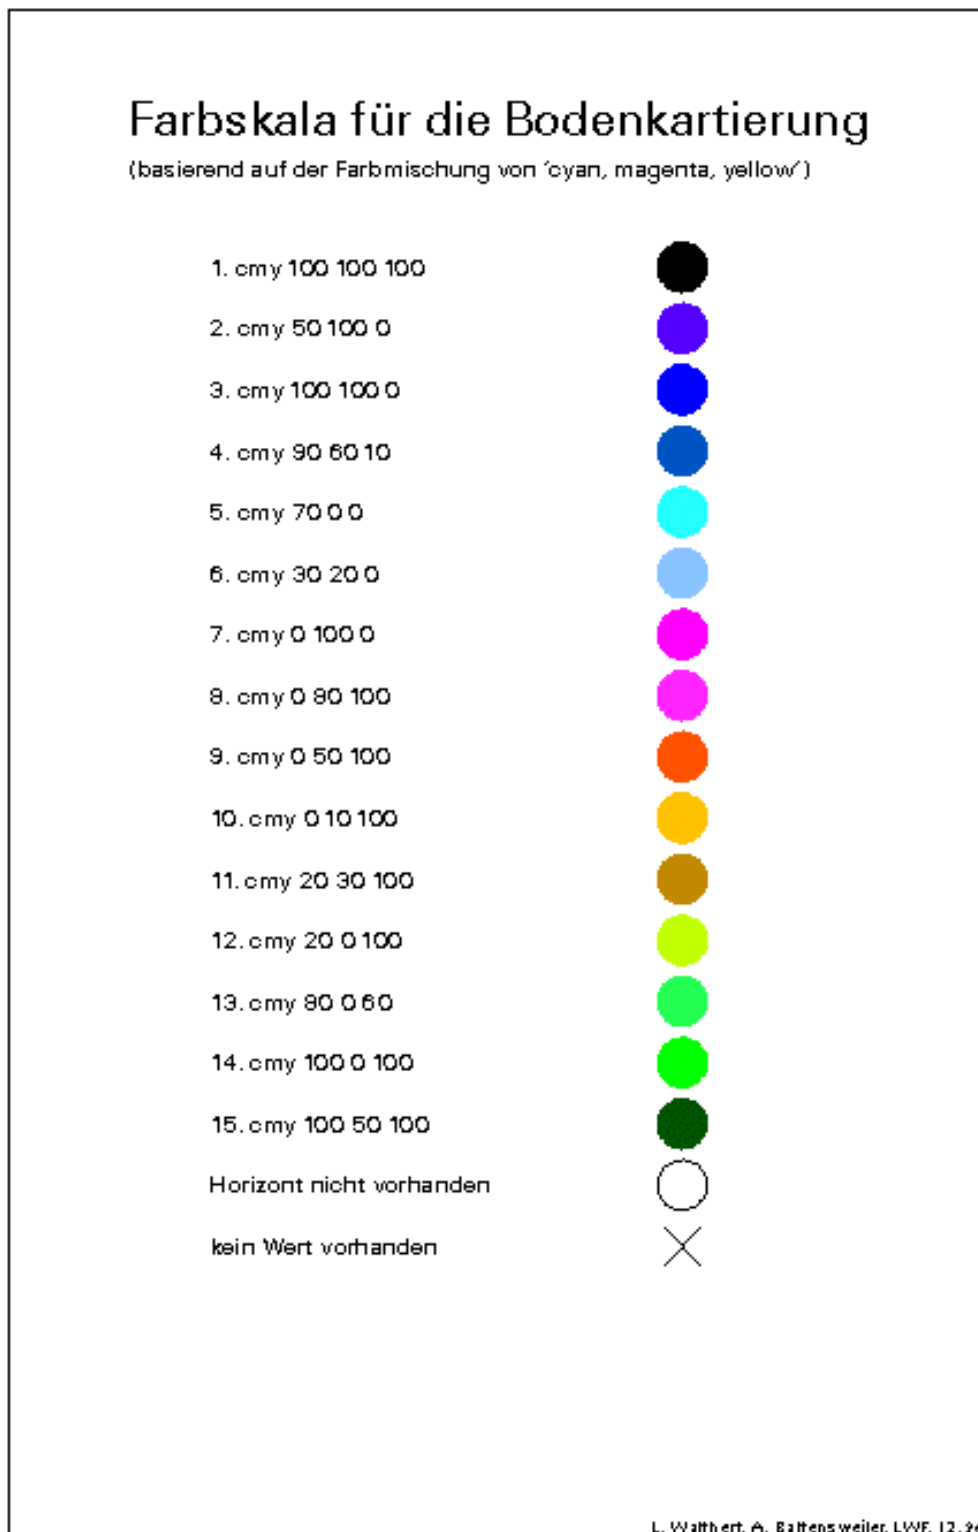 Farbskala für die Bodenkartierung
(basierend auf der Farbmischung von 'cyan, magenta, yellow')
1. cmy 100 100 100
2. cmy 50 100 0
3. cmy 100 100 0
4. cmy 90 60 10
5. cmy 70 0 0
6. cmy 30 20 0
7. cmy 0 100 0
8. cmy 0 80 100
9. cmy 0 50 100
10. cmy 0 10 100
11. cmy 20 30 100
12. cmy 20 0 100
13. cmy 80 0 60
14. cmy 100 0 100
15. cmy 100 50 100
Horizont nicht vorhanden
kein Wert vorhanden
L. Walthert, A. Baltensweiler, LWF, 12.